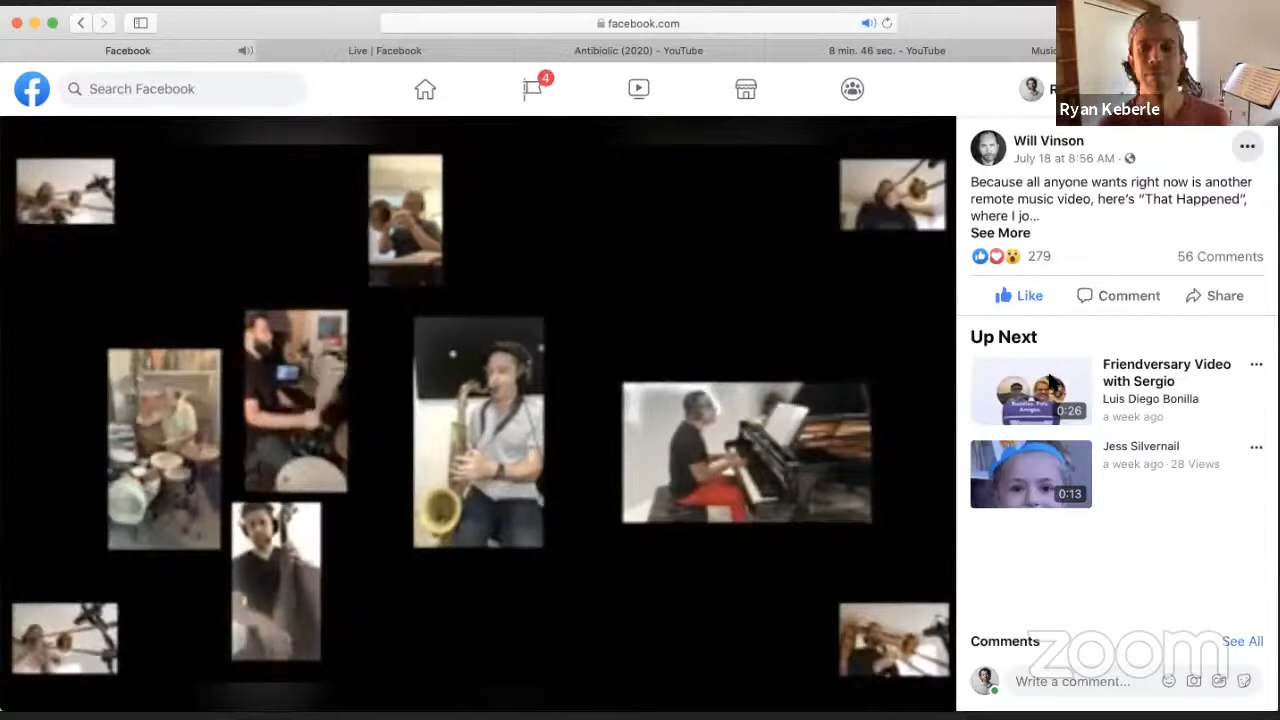 facebook.com
Facebook
Live | Facebook
Antibiolic (2020) - YouTube
8 min. 46 sec. - YouTube
Music
Search Facebook
4
R
Ryan Keberle
Will Vinson
July 18 at 8:56 AM ·
Because all anyone wants right now is another
remote music video, here's “That Happened”,
where I jo...
See More
279
56 Comments
Like
Comment
Share
Up Next
Friendversary Video
with Sergio
Luis Diego Bonilla
a week ago
0:26
Jess Silvernail
a week ago · 28 Views
0:13
Comments
See All
zoom
Write a comment...
GIF